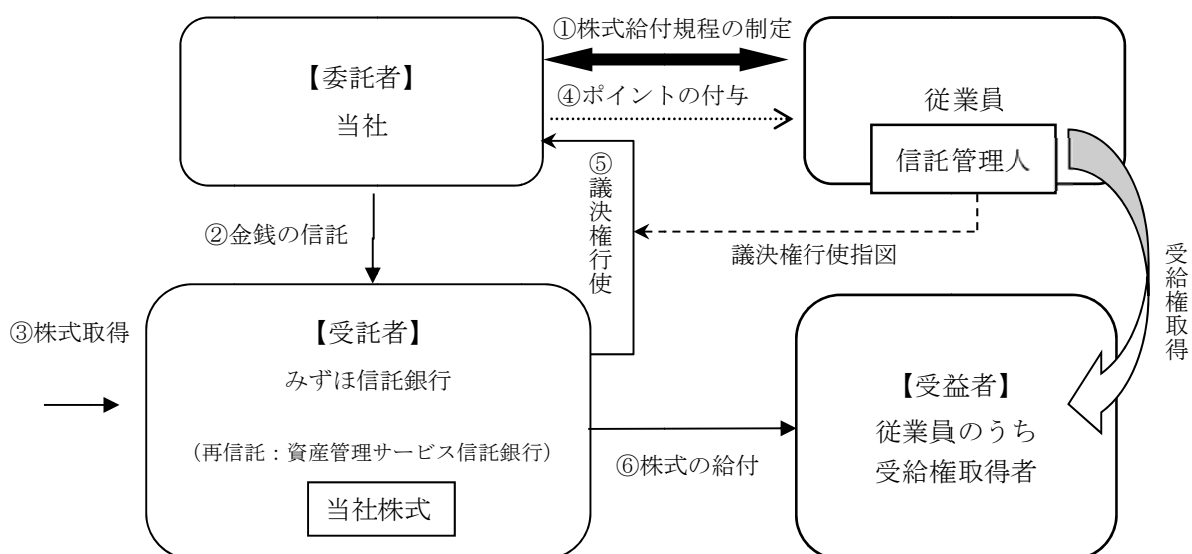 ①株式給付規程の制定
【委託者】
当社
④ポイントの付与
従業員
信託管理人
⑤議決権行使
②金銭の信託
議決権行使指図
受給権取得
③株式取得
【受託者】
みずほ信託銀行
(再信託：資産管理サービス信託銀行)
当社株式
⑥株式の給付
【受益者】
従業員のうち
受給権取得者